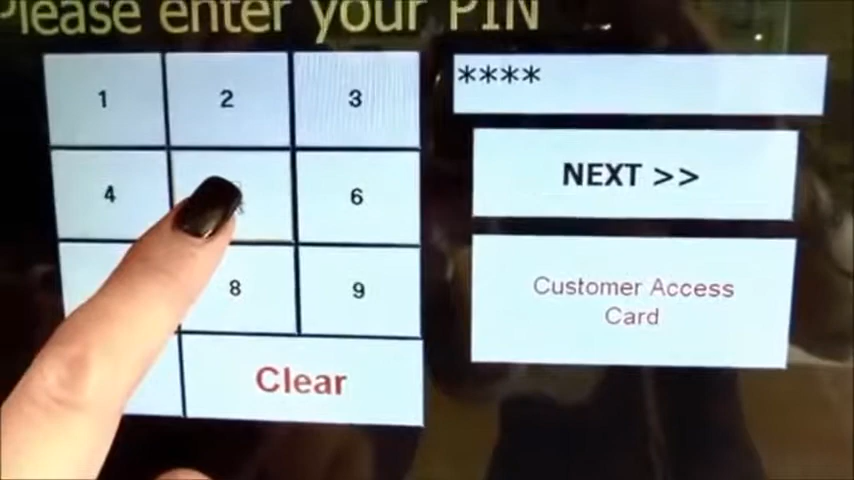 Please enter your PIN
1 2 3
****
4 6
NEXT >>
8 9
Customer Access
Card
Clear